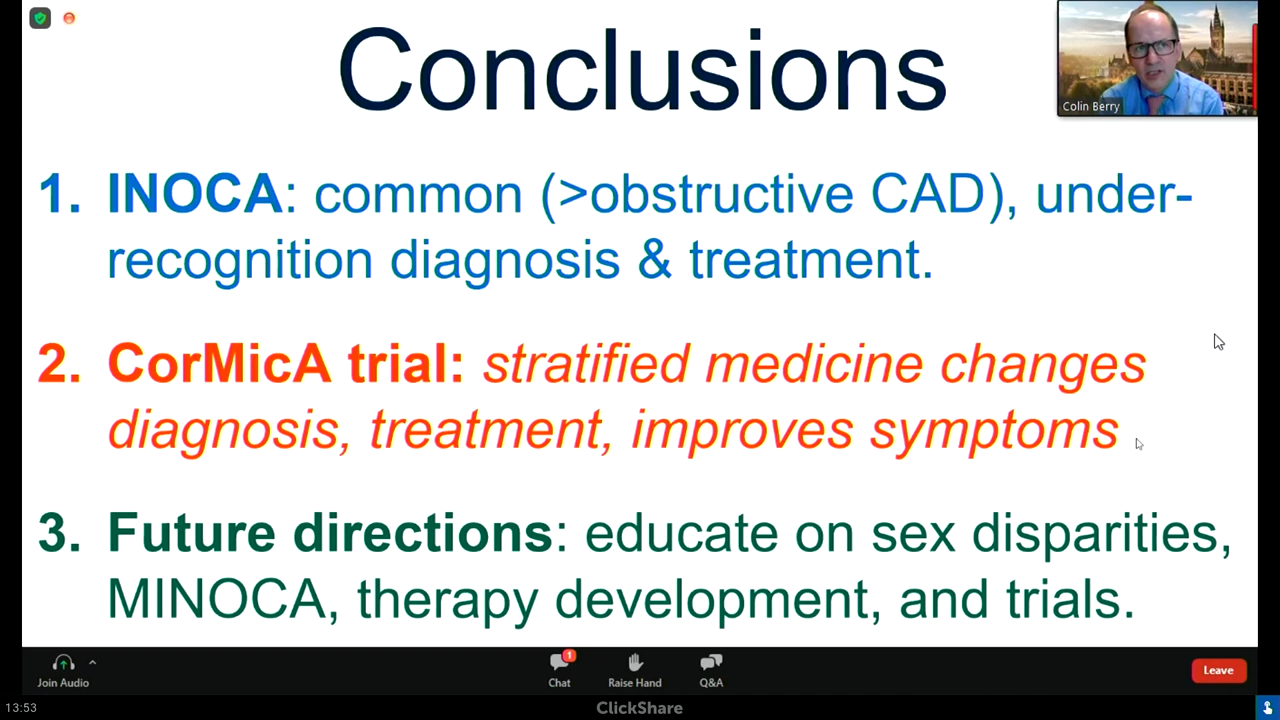 Conclusions
Colin Berry
1. INOCA: common (>obstructive CAD), under-
recognition diagnosis & treatment.
2. CorMicA trial: stratified medicine changes
diagnosis, treatment, improves symptoms
3. Future directions: educate on sex disparities,
MINOCA, therapy development, and trials.
1
Join Audio
Chat
Raise Hand
Q&A
Leave
13:53
ClickShare